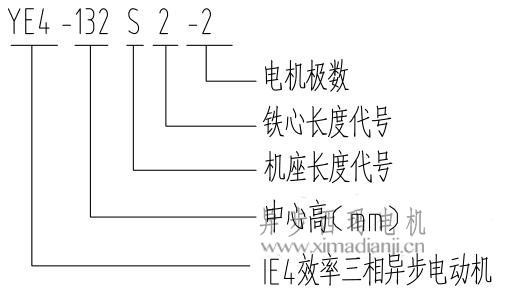 YE4-132 S 2 -2
电机极数
铁心长度代号
机座长度代号
中心高(mm)
异步西玛电机
www.ximadianji.cn
IE4效率三相异步电动机